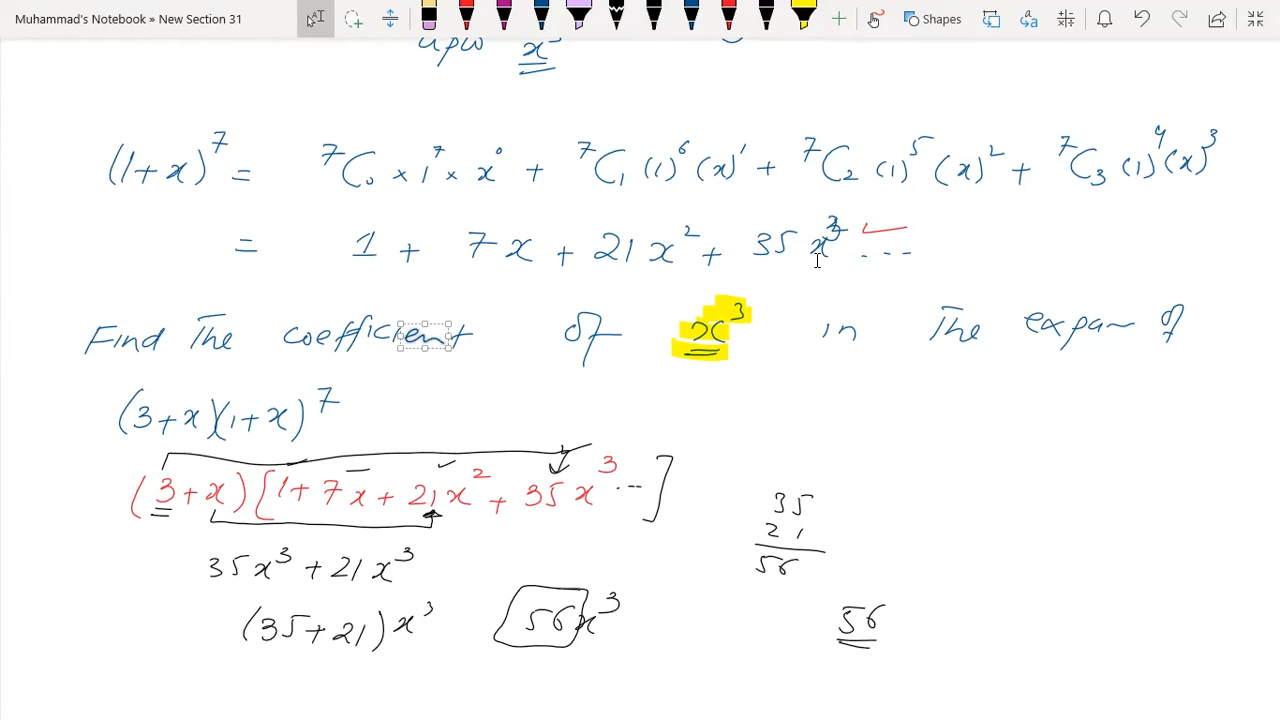 Muhammad's Notebook » New Section 31
Shapes
upto x
(1+x)^7 = ⁷C₀ × 1^7 × x^0 + ⁷C₁ (1)^6 (x)^1 + ⁷C₂ (1)^5 (x)^2 + ⁷C₃ (1)^4 (x)^3
= 1 + 7x + 21x^2 + 35x^3 ...
Find The coefficient of x^3 in The expan of
(3+x)(1+x)^7
(3+x)[1+7x+21x^2+35x^3...]
35
21
56
35x^3+21x^3
(35+21)x^3 56x^3
56